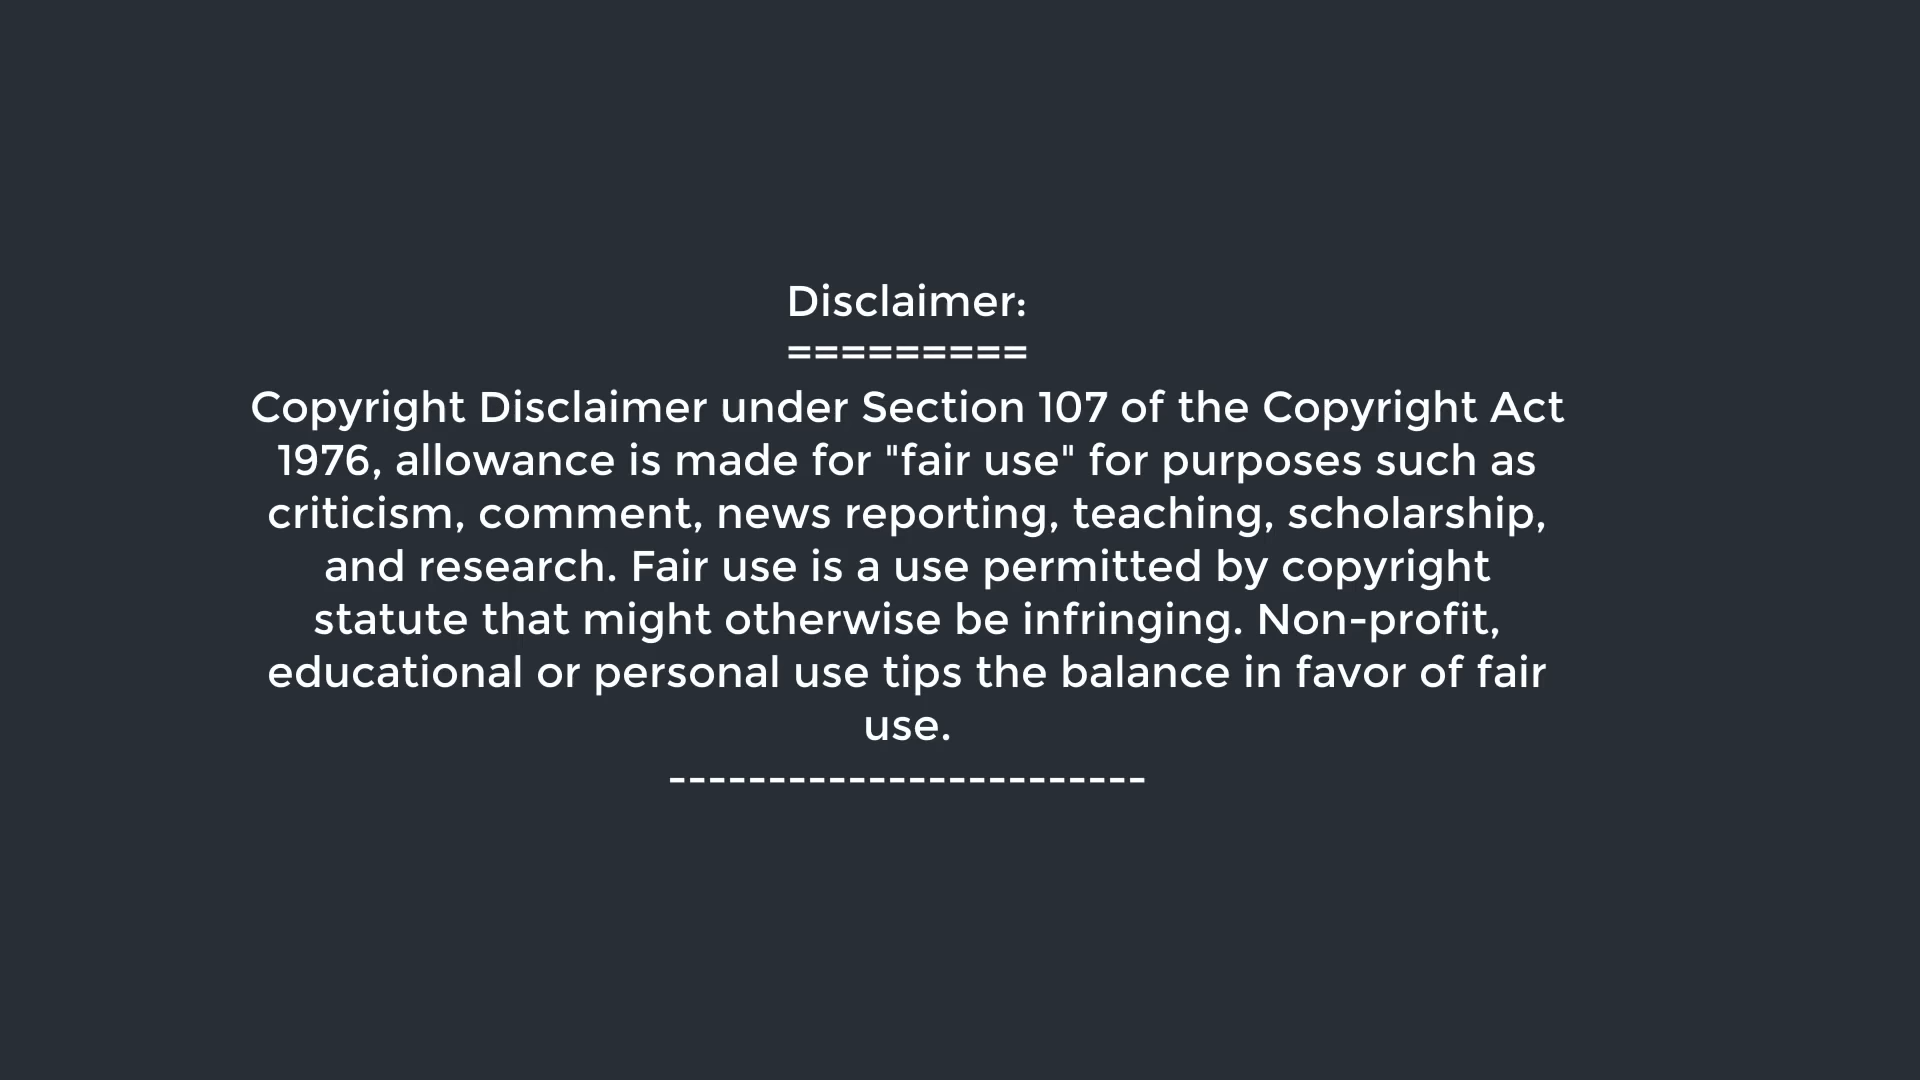 Disclaimer:
=========
Copyright Disclaimer under Section 107 of the Copyright Act
1976, allowance is made for "fair use" for purposes such as
criticism, comment, news reporting, teaching, scholarship,
and research. Fair use is a use permitted by copyright
statute that might otherwise be infringing. Non-profit,
educational or personal use tips the balance in favor of fair
use.
------------------------